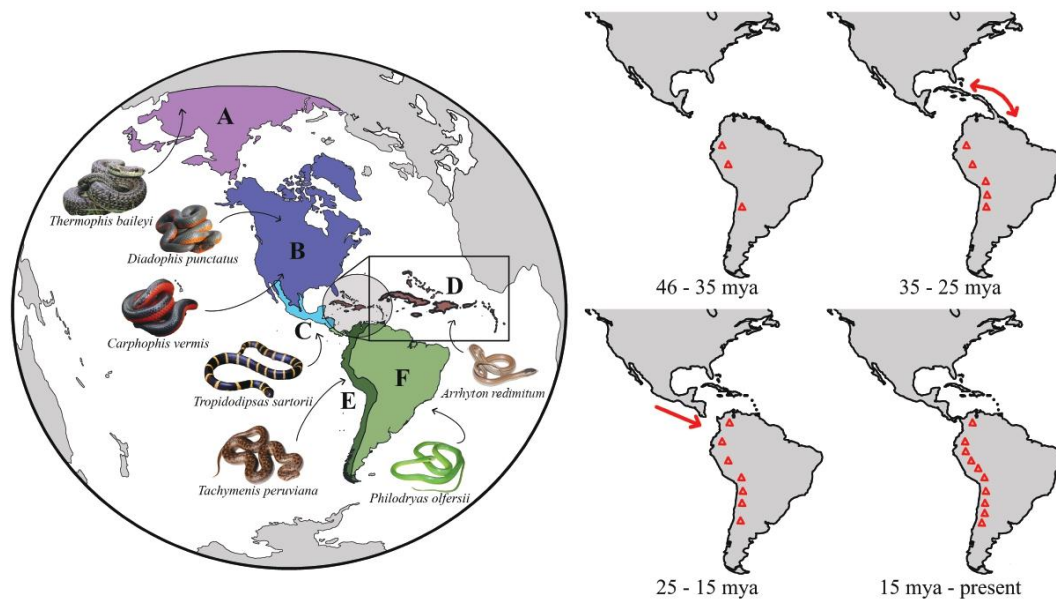 A
Thermophis baileyi
Diadophis punctatus
B
Carphophis vermis
C
D
Tropidodipsas sartorii
Arrhyton redimitum
E
F
Tachymenis peruviana
Philodryas olfersii
46 - 35 mya
35 - 25 mya
25 - 15 mya
15 mya - present